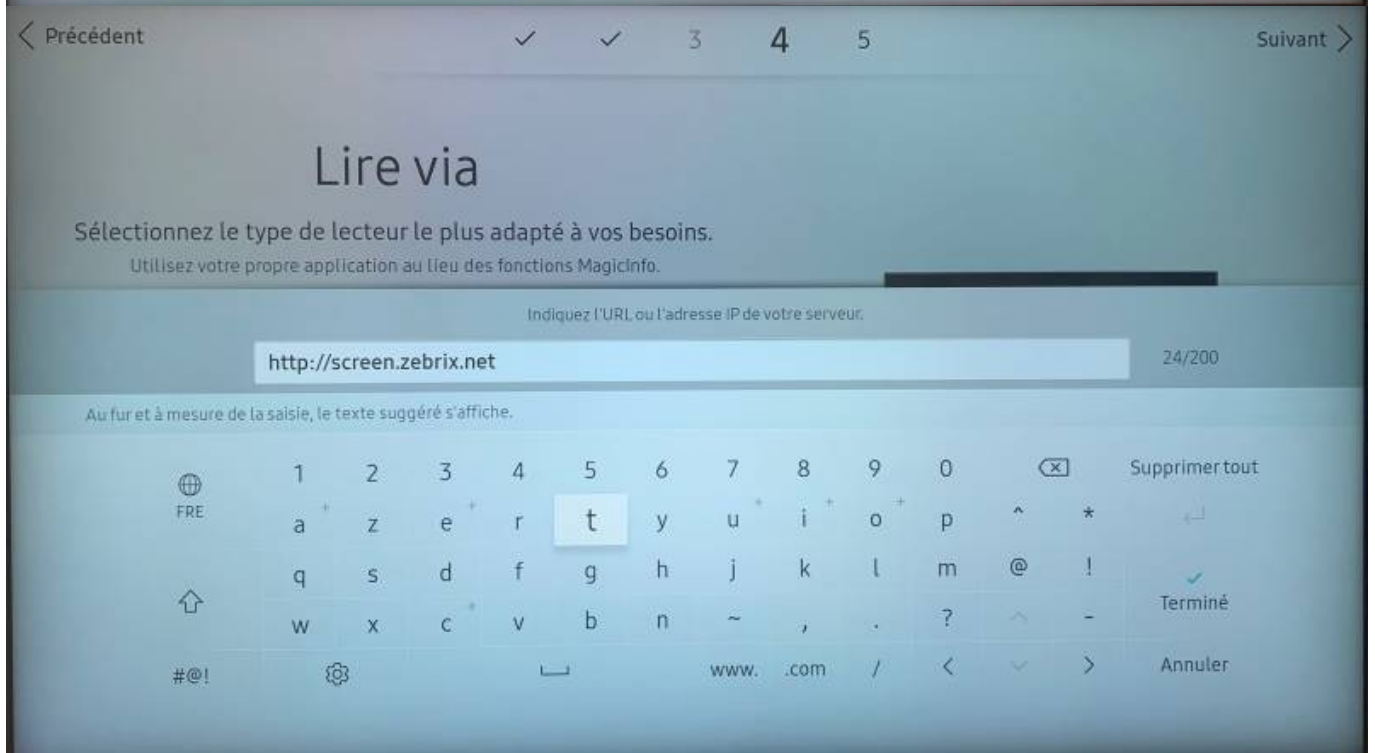 Précédent 3 4 5 Suivant
Lire via
Sélectionnez le type de lecteur le plus adapté à vos besoins.
Utilisez votre propre application au lieu des fonctions MagicInfo.
Indiquez l'URL ou l'adresse IP de votre serveur.
http://screen.zebrix.net 24/200
Au fur et à mesure de la saisie, le texte suggéré s'affiche.
1 2 3 4 5 6 7 8 9 0 Supprimer tout
FRE
a z e r t y u i o p ^ *
q s d f g h j k l m @ !
Terminé
w x c v b n ~ , . ? -
#@! www. .com / < > Annuler